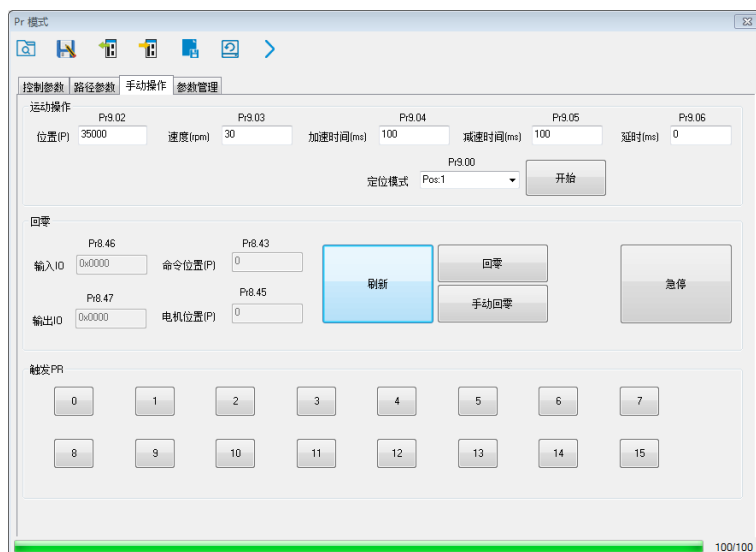 Pr 模式
控制参数 路径参数 手动操作 参数管理
运动操作
Pr9.02 Pr9.03 Pr9.04 Pr9.05 Pr9.06
位置(P) 35000 速度(rpm) 30 加速时间(ms) 100 减速时间(ms) 100 延时(ms) 0
Pr9.00
定位模式 Pos:1 开始
回零
Pr8.46 Pr8.43
输入IO 0x0000 命令位置(P) 0 刷新 回零 急停
Pr8.47 Pr8.45 手动回零
输出IO 0x0000 电机位置(P) 0
触发PR
0 1 2 3 4 5 6 7
8 9 10 11 12 13 14 15
100/100